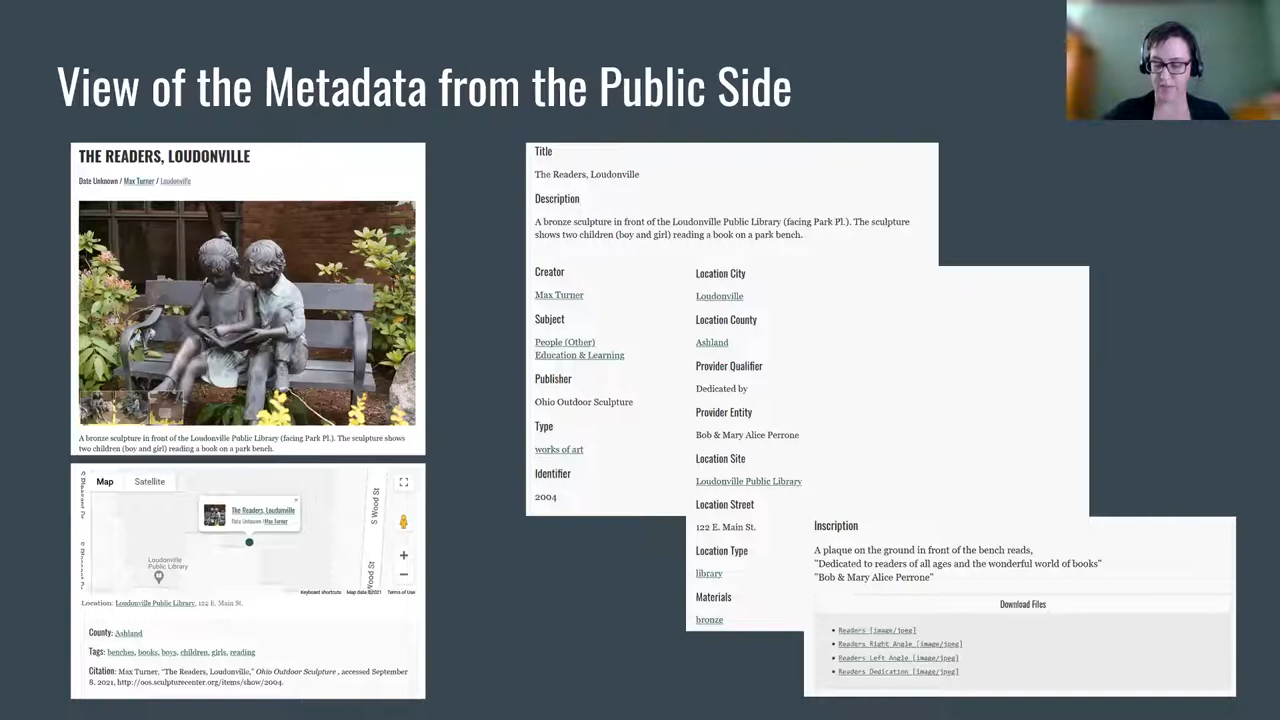 View of the Metadata from the Public Side
THE READERS, LOUDONVILLE
Date Unknown / Max Turner / Loudonville
A bronze sculpture in front of the Loudonville Public Library (facing Park Pl.). The sculpture shows
two children (boy and girl) reading a book on a park bench.
Map
Satellite
The Readers, Loudonville
Date Unknown / Max Turner
S Wood St
Wood St
Loudonville
Public Library
Keyboard shortcuts
Map data ©2021
Terms of Use
Location: Loudonville Public Library, 122 E. Main St.
County: Ashland
Tags: benches, books, boys, children, girls, reading
Citation: Max Turner, “The Readers, Loudonville,” Ohio Outdoor Sculpture , accessed September
8, 2021, http://oos.sculpturecenter.org/items/show/2004.
Title
The Readers, Loudonville
Description
A bronze sculpture in front of the Loudonville Public Library (facing Park Pl.). The sculpture
shows two children (boy and girl) reading a book on a park bench.
Creator
Max Turner
Subject
People (Other)
Education & Learning
Publisher
Ohio Outdoor Sculpture
Type
works of art
Identifier
2004
Location City
Loudonville
Location County
Ashland
Provider Qualifier
Dedicated by
Provider Entity
Bob & Mary Alice Perrone
Location Site
Loudonville Public Library
Location Street
122 E. Main St.
Location Type
library
Materials
bronze
Inscription
A plaque on the ground in front of the bench reads,
"Dedicated to readers of all ages and the wonderful world of books"
"Bob & Mary Alice Perrone"
Download Files
Readers [image/jpeg]
Readers Right Angle [image/jpeg]
Readers Left Angle [image/jpeg]
Readers Dedication [image/jpeg]